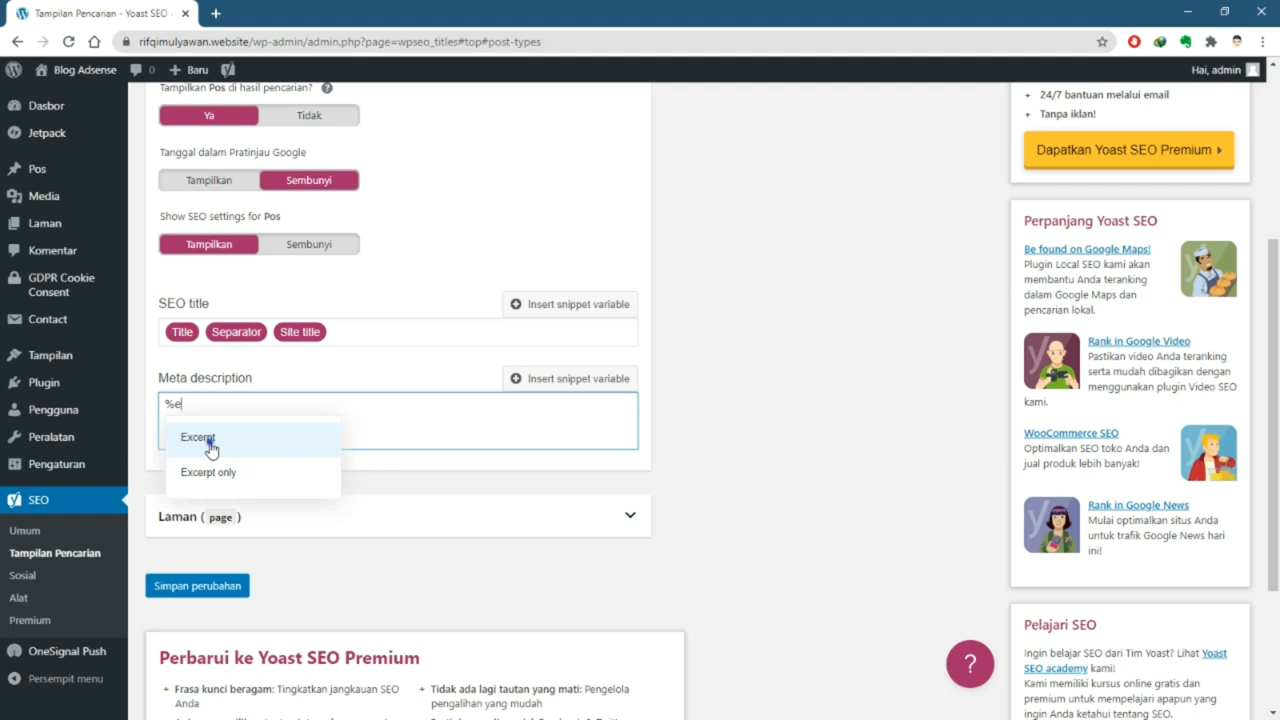 Tampilan Pencarian - Yoast SEO
rifqimulyawan.website/wp-admin/admin.php?page=wpseo_titles#top#post-types
Blog Adsense
0
Baru
Hai, admin
Dasbor
Jetpack
Pos
Media
Laman
Komentar
GDPR Cookie
Consent
Contact
Tampilan
Plugin
Pengguna
Peralatan
Pengaturan
SEO
Umum
Tampilan Pencarian
Sosial
Alat
Premium
OneSignal Push
Persempit menu
Tampilkan Pos di hasil pencarian? ?
Ya
Tidak
Tanggal dalam Pratinjau Google
Tampilkan
Sembunyi
Show SEO settings for Pos
Tampilkan
Sembunyi
SEO title
Insert snippet variable
Title Separator Site title
Meta description
Insert snippet variable
%e
Excerpt
Excerpt only
Laman ( page )
Simpan perubahan
Perbarui ke Yoast SEO Premium
+ Frasa kunci beragam: Tingkatkan jangkauan SEO
Anda
+ Tidak ada lagi tautan yang mati: Pengelola
pengalihan yang mudah
+ 24/7 bantuan melalui email
+ Tanpa iklan!
Dapatkan Yoast SEO Premium
Perpanjang Yoast SEO
Be found on Google Maps!
Plugin Local SEO kami akan
membantu Anda teranking
dalam Google Maps dan
pencarian lokal.
Rank in Google Video
Pastikan video Anda teranking
serta mudah dibagikan dengan
menggunakan plugin Video SEO
kami.
WooCommerce SEO
Optimalkan SEO toko Anda dan
jual produk lebih banyak!
Rank in Google News
Mulai optimalkan situs Anda
untuk trafik Google News hari
ini!
Pelajari SEO
Ingin belajar SEO dari Tim Yoast? Lihat Yoast
SEO academy kami!
Kami memiliki kursus online gratis dan
premium untuk mempelajari apapun yang
ingin Anda ketahui tentang SEO.
?